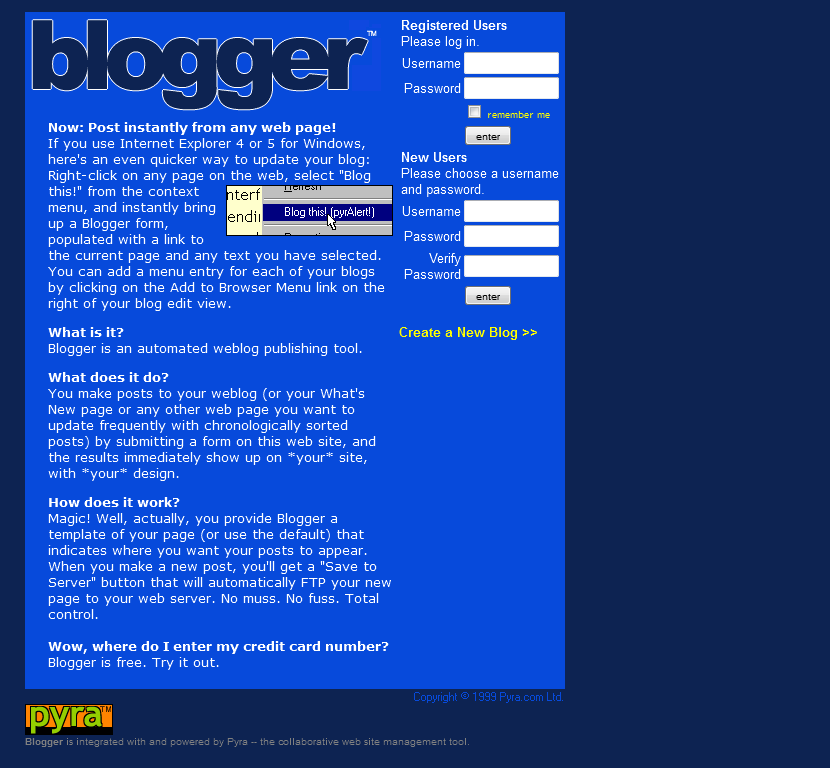 blogger™
Now: Post instantly from any web page!
If you use Internet Explorer 4 or 5 for Windows,
here's an even quicker way to update your blog:
Right-click on any page on the web, select "Blog
this!" from the context
menu, and instantly bring
up a Blogger form,
populated with a link to
the current page and any text you have selected.
You can add a menu entry for each of your blogs
by clicking on the Add to Browser Menu link on the
right of your blog edit view.
Refresh
Blog this! (pyrAlert!)
What is it?
Blogger is an automated weblog publishing tool.
What does it do?
You make posts to your weblog (or your What's
New page or any other web page you want to
update frequently with chronologically sorted
posts) by submitting a form on this web site, and
the results immediately show up on *your* site,
with *your* design.
How does it work?
Magic! Well, actually, you provide Blogger a
template of your page (or use the default) that
indicates where you want your posts to appear.
When you make a new post, you'll get a "Save to
Server" button that will automatically FTP your new
page to your web server. No muss. No fuss. Total
control.
Wow, where do I enter my credit card number?
Blogger is free. Try it out.
Registered Users
Please log in.
Username
Password
remember me
enter
New Users
Please choose a username
and password.
Username
Password
Verify
Password
enter
Create a New Blog >>
Copyright © 1999 Pyra.com Ltd.
pyra™
Blogger is integrated with and powered by Pyra -- the collaborative web site management tool.